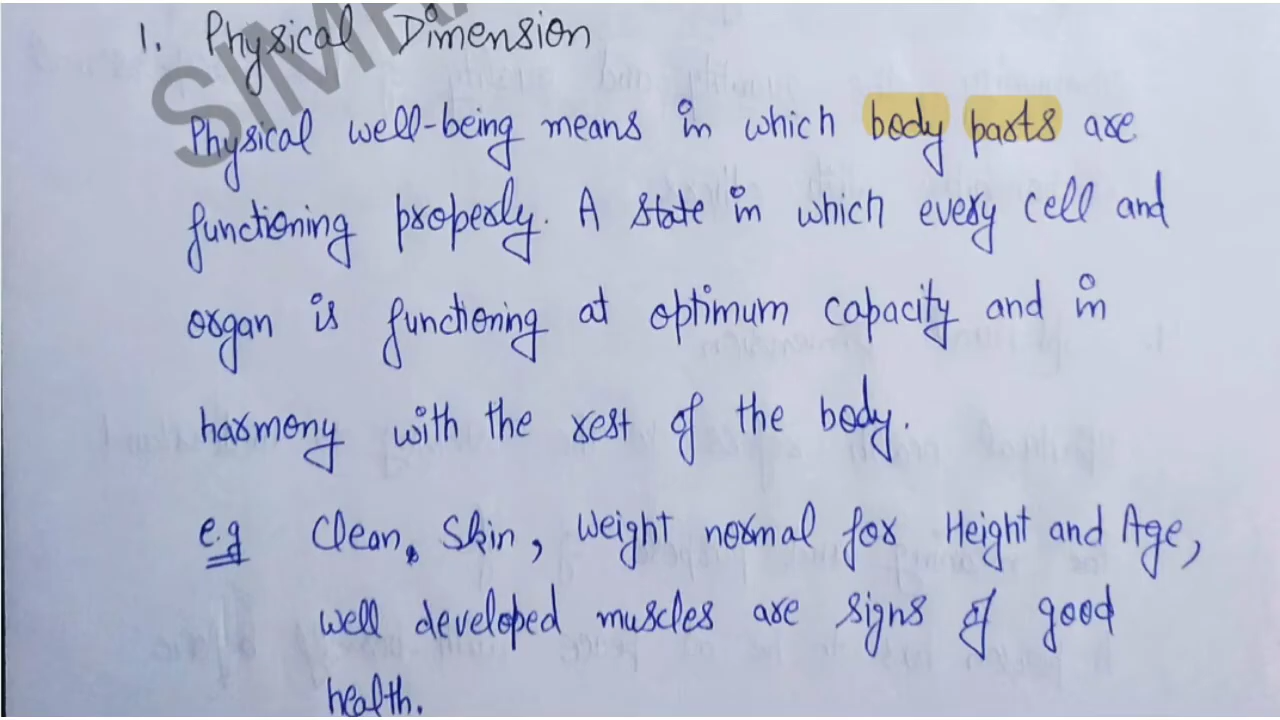 1. Physical Dimension
Physical well-being means in which body parts are
functioning properly. A state in which every cell and
organ is functioning at optimum capacity and in
harmony with the rest of the body.
e.g Clean, Skin, Weight normal for Height and Age,
well developed muscles are signs of good
health.